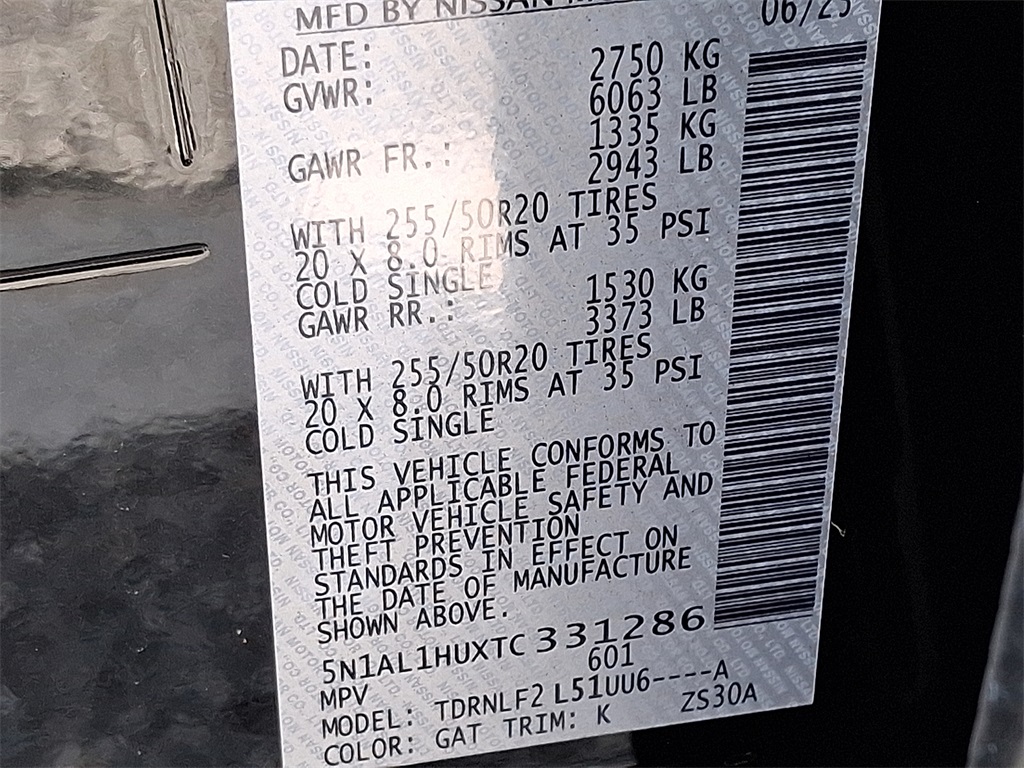 MFD BY NISSAN
DATE: 06/25
GVWR: 2750 KG
6063 LB
GAWR FR.: 1335 KG
2943 LB
WITH 255/50R20 TIRES
20 X 8.0 RIMS AT 35 PSI
COLD SINGLE
GAWR RR.: 1530 KG
3373 LB
WITH 255/50R20 TIRES
20 X 8.0 RIMS AT 35 PSI
COLD SINGLE
THIS VEHICLE CONFORMS TO
ALL APPLICABLE FEDERAL
MOTOR VEHICLE SAFETY AND
THEFT PREVENTION
STANDARDS IN EFFECT ON
THE DATE OF MANUFACTURE
SHOWN ABOVE.
5N1AL1HUXTC331286
MPV 601
MODEL: TDRNLF2 L51UU6----A
COLOR: GAT TRIM: K ZS30A